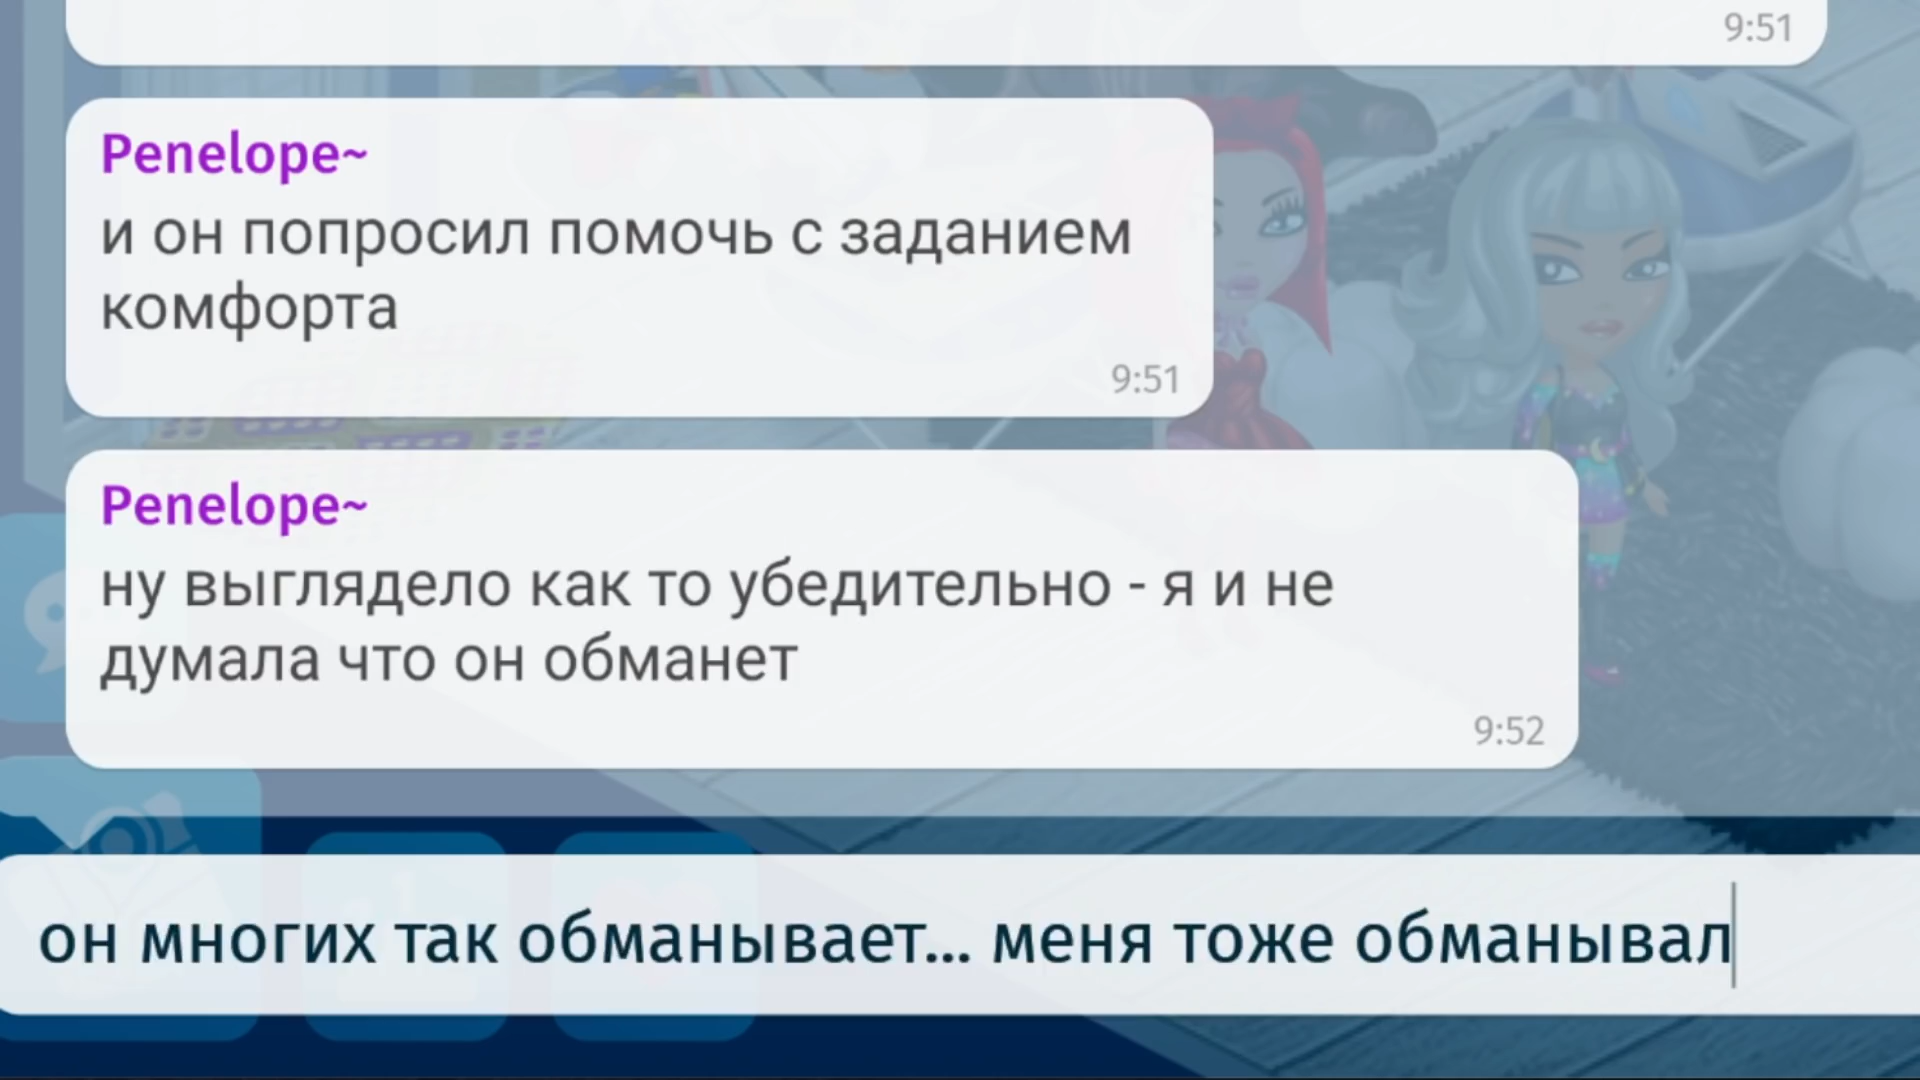 9:51
Penelope~
и он попросил помочь с заданием
комфорта
9:51
Penelope~
ну выглядело как то убедительно - я и не
думала что он обманет
9:52
он многих так обманывает... меня тоже обманывал